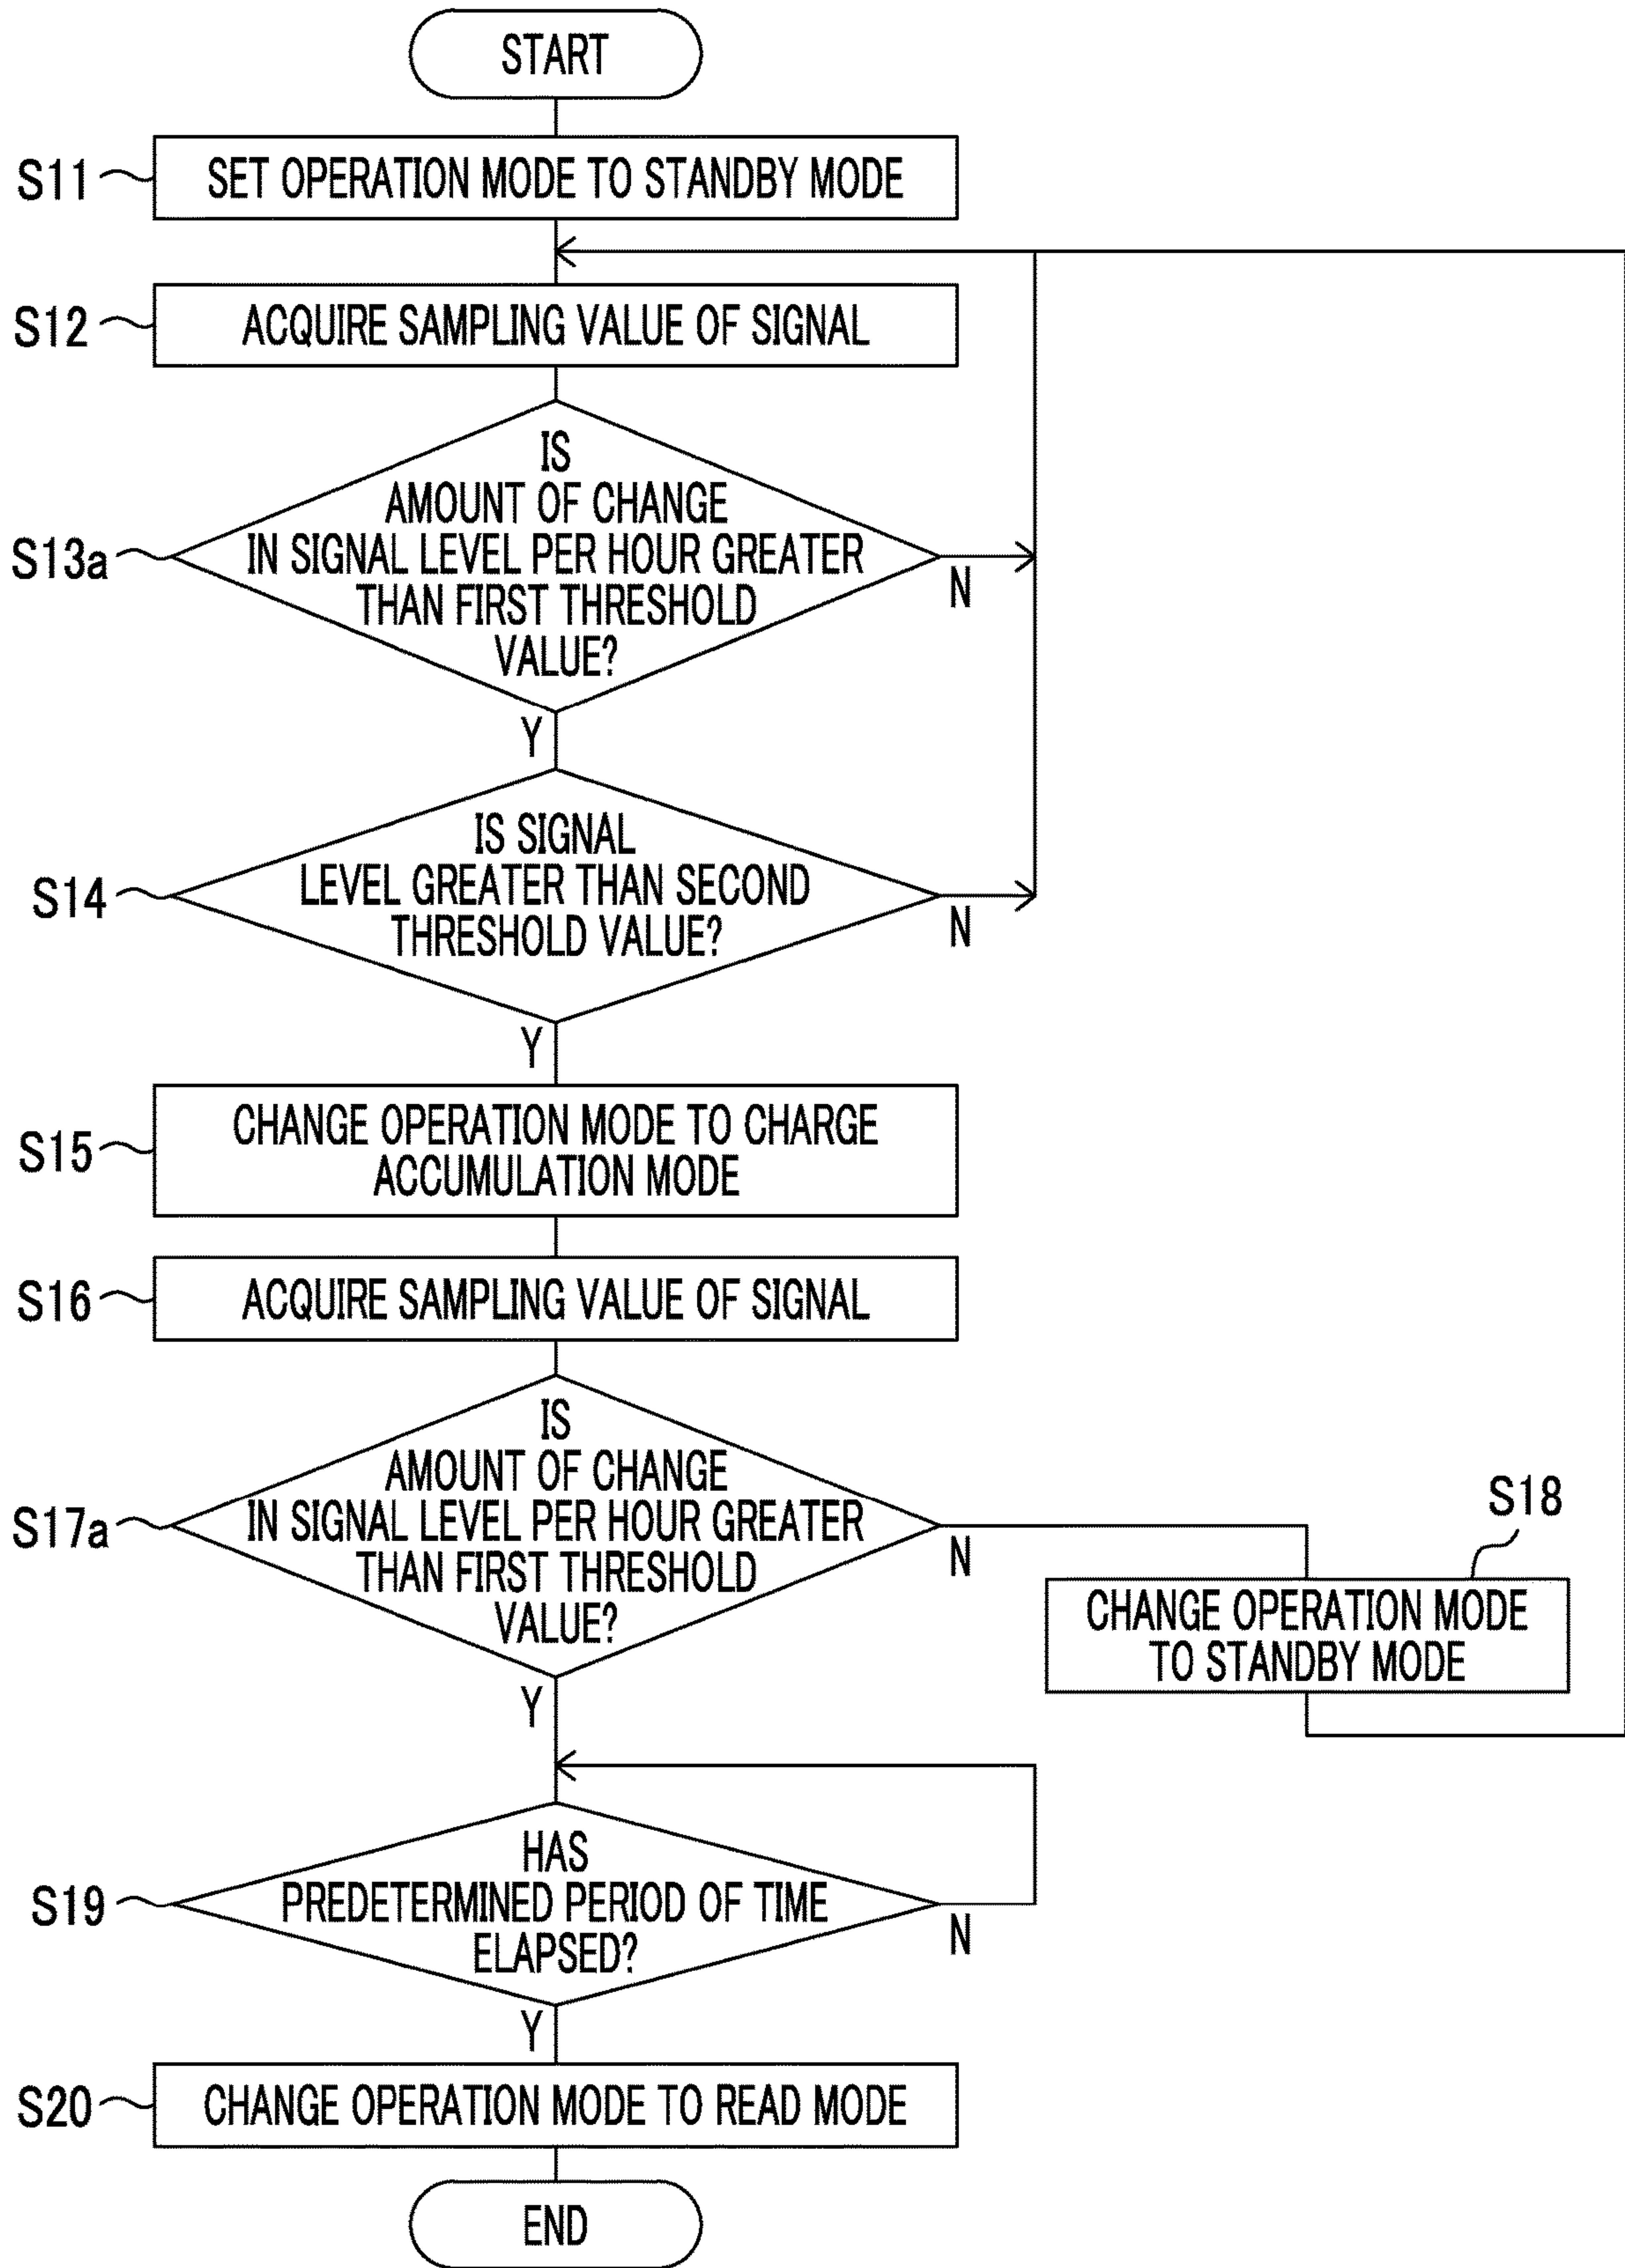 START
S11
SET OPERATION MODE TO STANDBY MODE
S12
ACQUIRE SAMPLING VALUE OF SIGNAL
S13a
IS
AMOUNT OF CHANGE
IN SIGNAL LEVEL PER HOUR GREATER
THAN FIRST THRESHOLD
VALUE?
N
Y
S14
IS SIGNAL
LEVEL GREATER THAN SECOND
THRESHOLD VALUE?
N
Y
S15
CHANGE OPERATION MODE TO CHARGE
ACCUMULATION MODE
S16
ACQUIRE SAMPLING VALUE OF SIGNAL
S17a
IS
AMOUNT OF CHANGE
IN SIGNAL LEVEL PER HOUR GREATER
THAN FIRST THRESHOLD
VALUE?
N
S18
CHANGE OPERATION MODE
TO STANDBY MODE
Y
S19
HAS
PREDETERMINED PERIOD OF TIME
ELAPSED?
N
Y
S20
CHANGE OPERATION MODE TO READ MODE
END